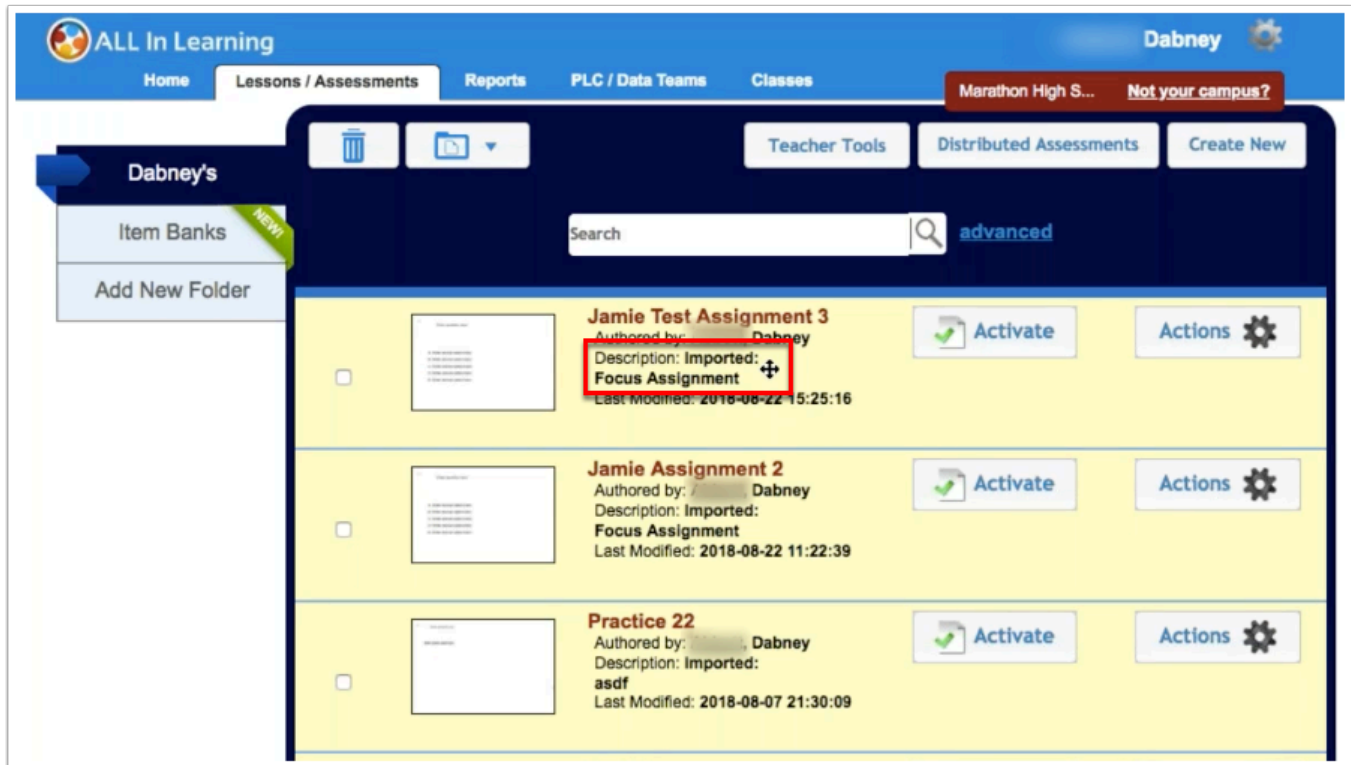 ALL In Learning
Dabney
Home Lessons / Assessments Reports PLC / Data Teams Classes
Marathon High S... Not your campus?
Teacher Tools Distributed Assessments Create New
Dabney's
Item Banks NEW!
Add New Folder
Search advanced
Jamie Test Assignment 3
Authored by: , Dabney
Description: Imported:
Focus Assignment
Last Modified: 2018-08-22 15:25:16
Activate Actions
Jamie Assignment 2
Authored by: , Dabney
Description: Imported:
Focus Assignment
Last Modified: 2018-08-22 11:22:39
Activate Actions
Practice 22
Authored by: , Dabney
Description: Imported:
asdf
Last Modified: 2018-08-07 21:30:09
Activate Actions